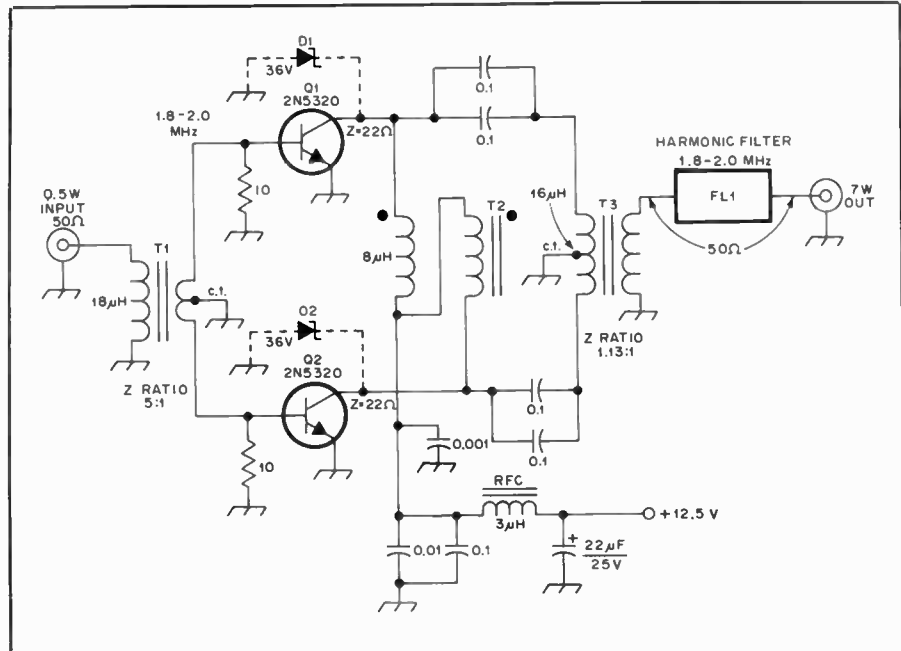 D1
36V
Q1
2N5320
0.1
0.1
Z=22Ω
1.8-2.0
MHz
HARMONIC FILTER
1.8-2.0 MHz
FL1
7W
OUT
0.5W
INPUT
50Ω
10
16μH
T3
T2
50Ω
T1
8μH
c.t.
18μH
c.t.
D2
36V
Q2
2N5320
Z RATIO
1.13:1
Z RATIO
5:1
Z=22Ω
0.1
0.1
10
0.001
RFC
3μH
+12.5 V
0.01
0.1
+
22μF
25V